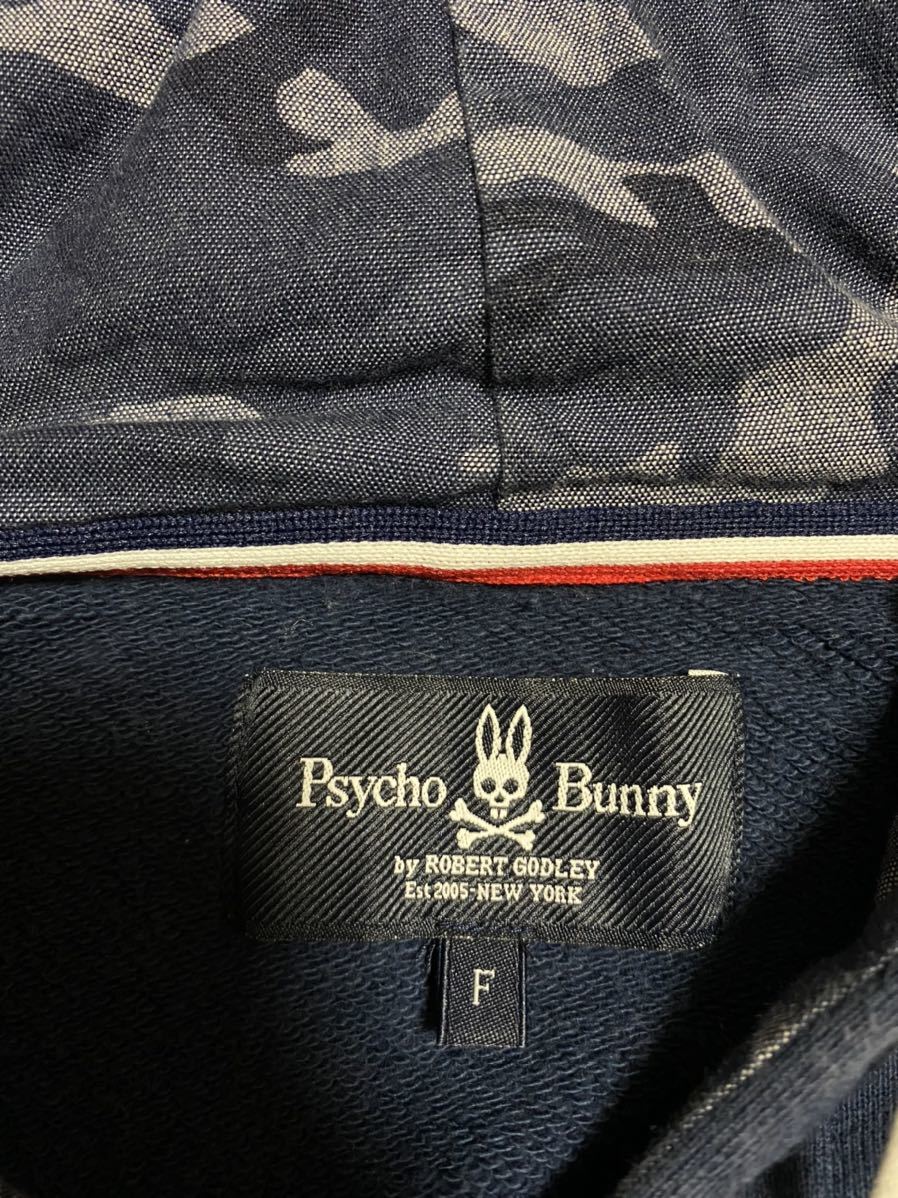 Psycho Bunny
by ROBERT GODLEY
Est 2005-NEW YORK
F